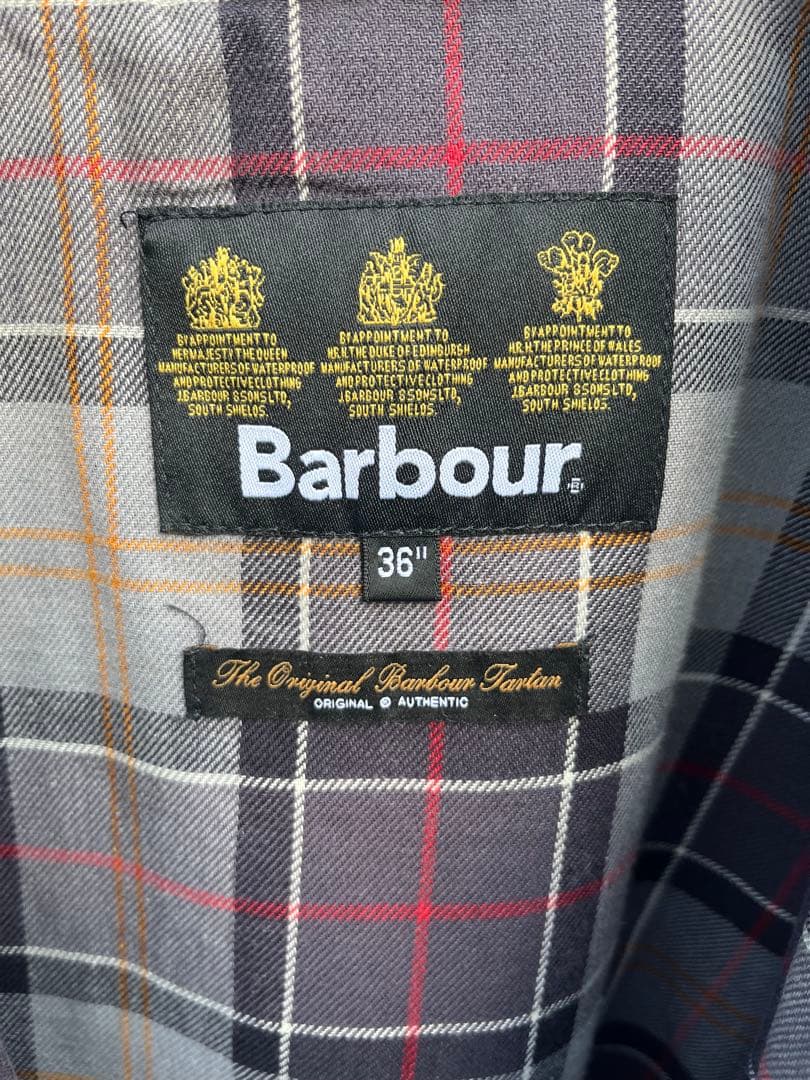 BY APPOINTMENT TO
HER MAJESTY THE QUEEN
MANUFACTURERS OF WATERPROOF
AND PROTECTIVE CLOTHING
J.BARBOUR & SONS LTD,
SOUTH SHIELDS.
BY APPOINTMENT TO
H.R.H. THE DUKE OF EDINBURGH
MANUFACTURERS OF WATERPROOF
AND PROTECTIVE CLOTHING
J.BARBOUR & SONS LTD,
SOUTH SHIELDS.
BY APPOINTMENT TO
H.R.H. THE PRINCE OF WALES
MANUFACTURERS OF WATERPROOF
AND PROTECTIVE CLOTHING
J.BARBOUR & SONS LTD,
SOUTH SHIELDS.
Barbour
36"
The Original Barbour Tartan
ORIGINAL & AUTHENTIC